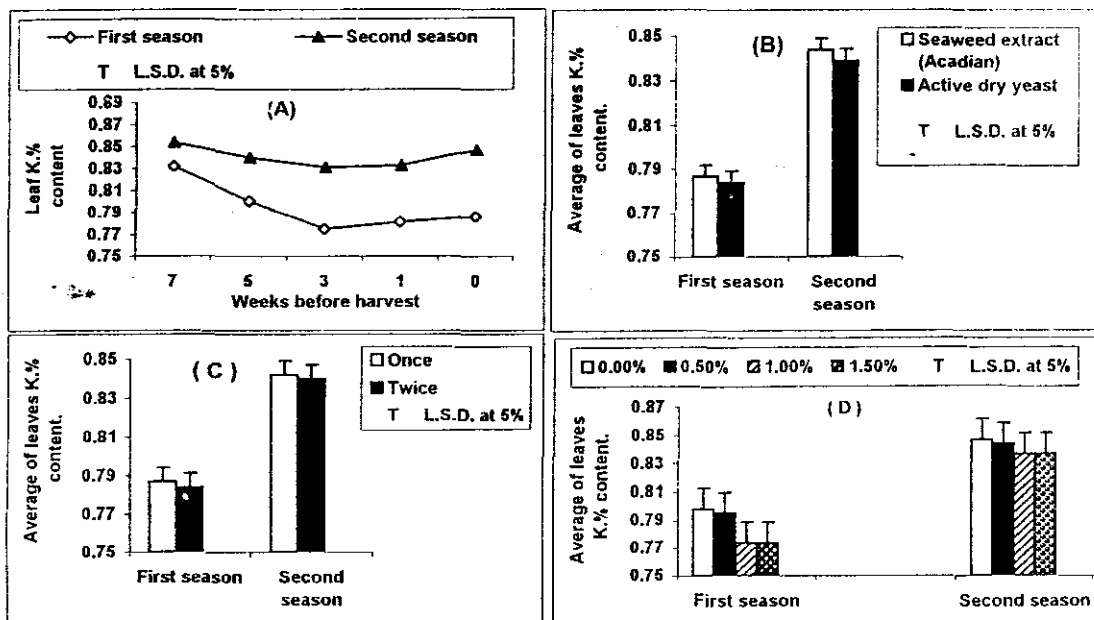 First season Second season
T L.S.D. at 5%
(A)
Leaf K.%
content
0.89
0.87
0.85
0.83
0.81
0.79
0.77
0.75
7 5 3 1 0
Weeks before harvest
(B)
Seaweed extract
(Acadian)
Active dry yeast
T L.S.D. at 5%
Average of leaves K.%
content.
0.85
0.83
0.81
0.79
0.77
0.75
First season Second
season
( C )
Once
Twice
T L.S.D. at 5%
Average of leaves K.%
content.
0.85
0.83
0.81
0.79
0.77
0.75
First season Second
season
0.00% 0.50% 1.00% 1.50% T L.S.D. at 5%
( D )
Average of leaves
K.% content.
0.87
0.85
0.83
0.81
0.79
0.77
0.75
First season Second season